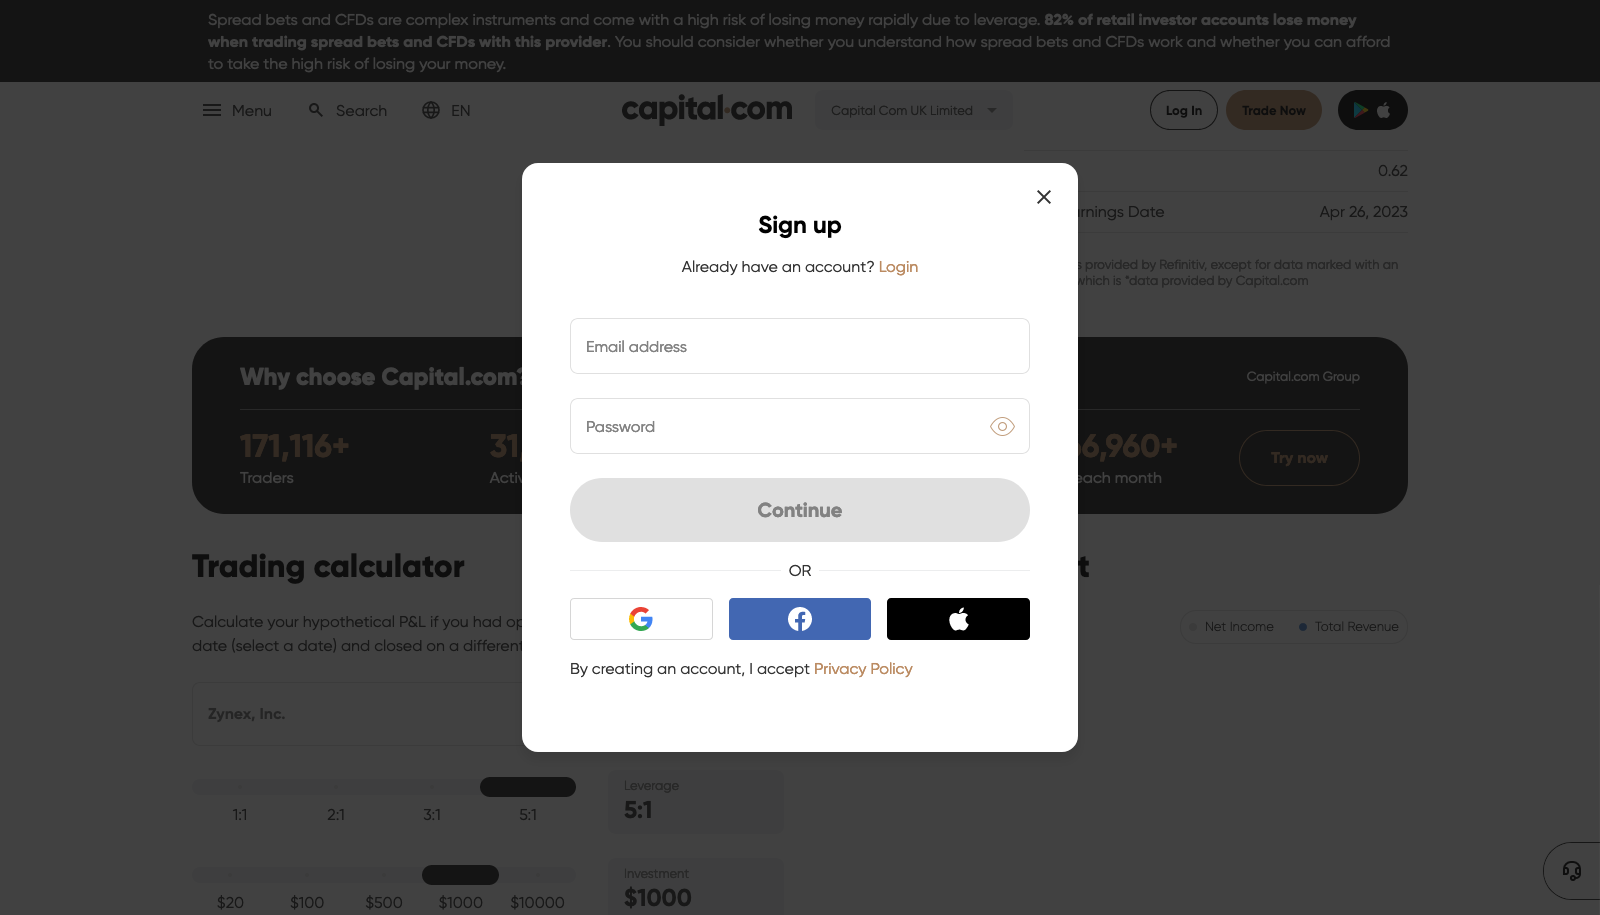 Spread bets and CFDs are complex instruments and come with a high risk of losing money rapidly due to leverage. 82% of retail investor accounts lose money
when trading spread bets and CFDs with this provider. You should consider whether you understand how spread bets and CFDs work and whether you can afford
to take the high risk of losing your money.
Menu
Search
EN
capital.com
Capital Com UK Limited
Log In
Trade Now
0.62
Date
Apr 26, 2023
provided by Refinitiv, except for data marked with an
which is *data provided by Capital.com
Sign up
Already have an account? Login
Email address
Password
Continue
OR
By creating an account, I accept Privacy Policy
Why choose Capital.com?
Capital.com Group
171,116+
Traders
each month
Try now
Trading calculator
Calculate your hypothetical P&L if you had
date (select a date) and closed on a different
Net Income
Total Revenue
Zynex, Inc.
1:1
2:1
3:1
5:1
Leverage
5:1
$20
$100
$500
$1000
$10000
Investment
$1000